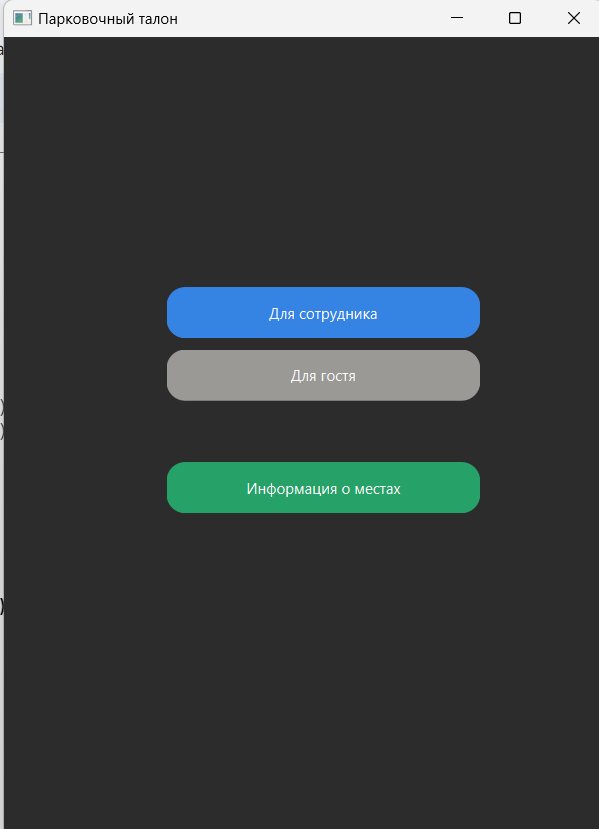 Парковочный талон
Для сотрудника
Для гостя
Информация о местах